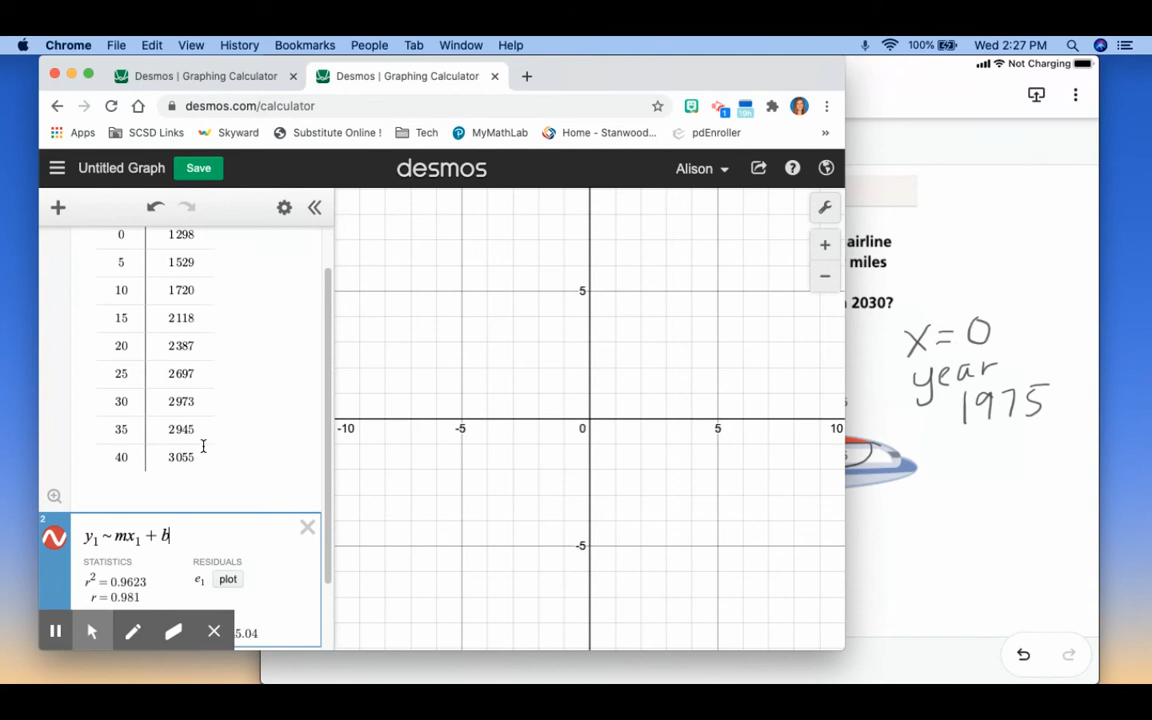 Chrome File Edit View History Bookmarks People Tab Window Help 100% Wed 2:27 PM
Not Charging
Desmos | Graphing Calculator Desmos | Graphing Calculator
desmos.com/calculator
1
Apps SCSD Links Skyward Substitute Online ! Tech MyMathLab Home - Stanwood... pdEnroller »
Untitled Graph Save desmos Alison
0 1298
5 1529
10 1720
15 2118
20 2387
25 2697
30 2973
35 2945
40 3055
2
y₁ ~ mx₁ + b
STATISTICS RESIDUALS
r² = 0.9623 e₁ plot
r = 0.981
5.04
5
-10 -5 0 5 10
-5
airline
miles
2030?
x = 0
year
1975